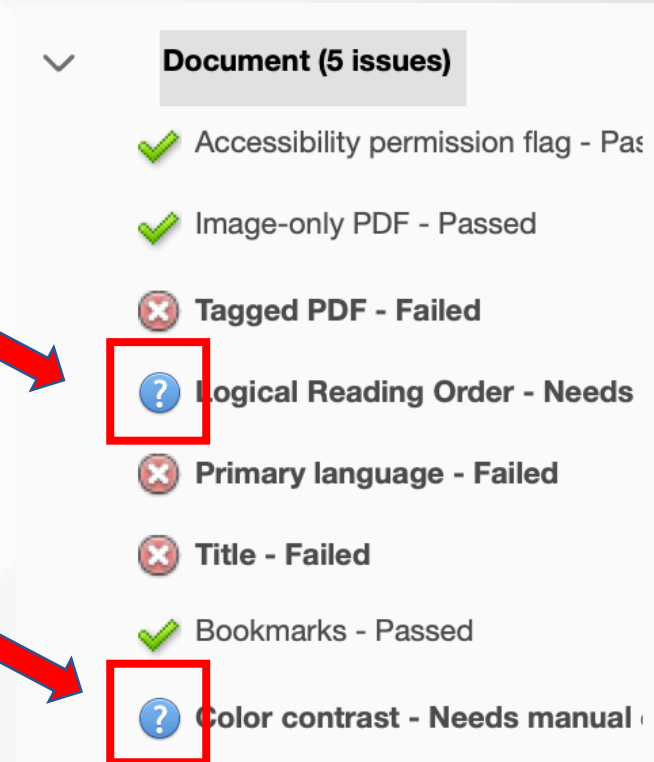 Document (5 issues)
Accessibility permission flag - Pas
Image-only PDF - Passed
Tagged PDF - Failed
Logical Reading Order - Needs
Primary language - Failed
Title - Failed
Bookmarks - Passed
Color contrast - Needs manual